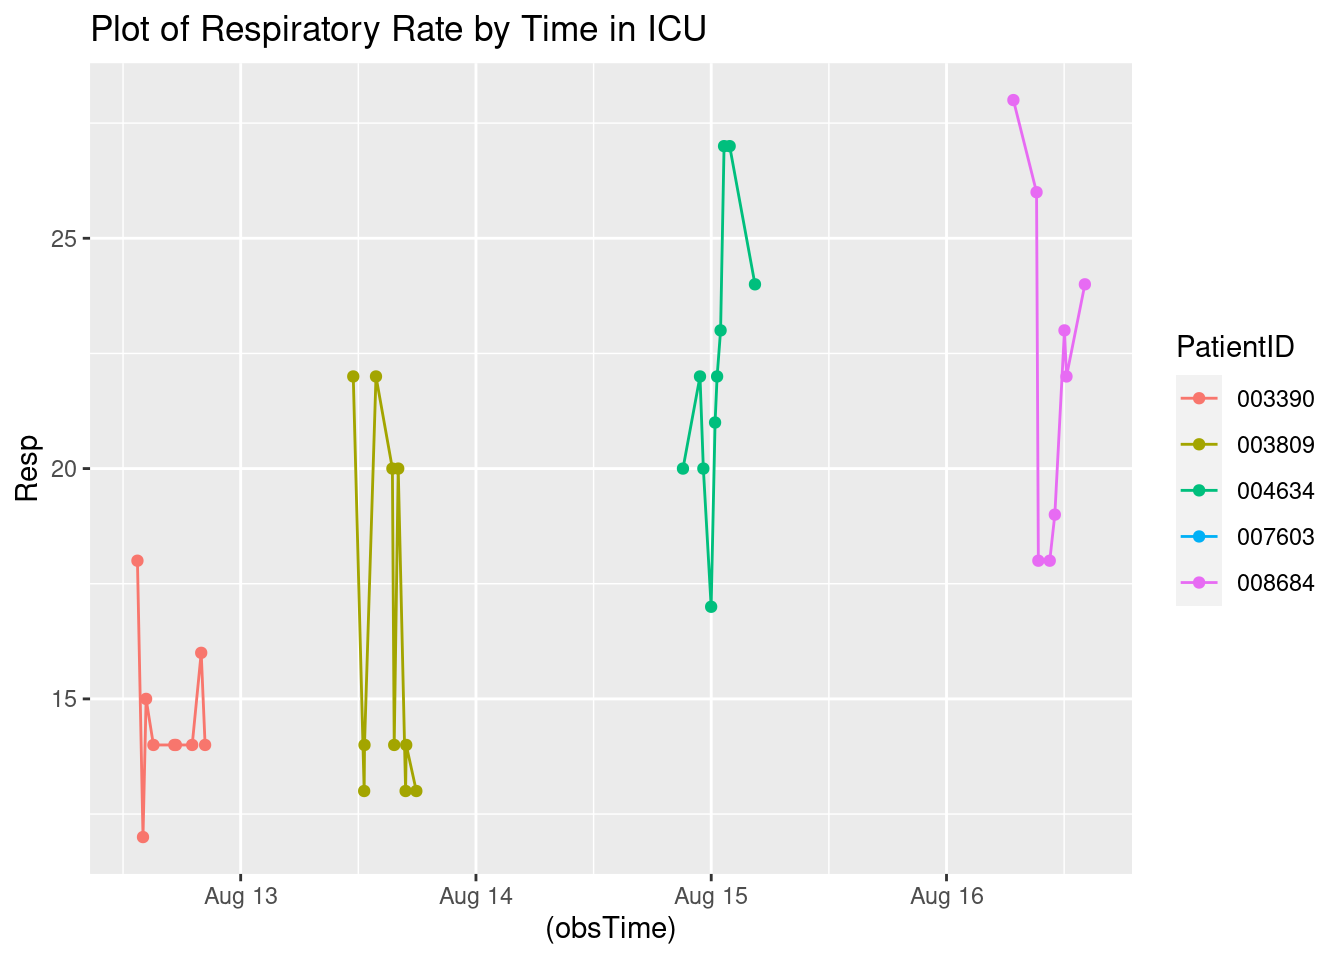 Plot of Respiratory Rate by Time in ICU
25
20
15
Resp
Aug 13
Aug 14
Aug 15
Aug 16
(obsTime)
PatientID
003390
003809
004634
007603
008684